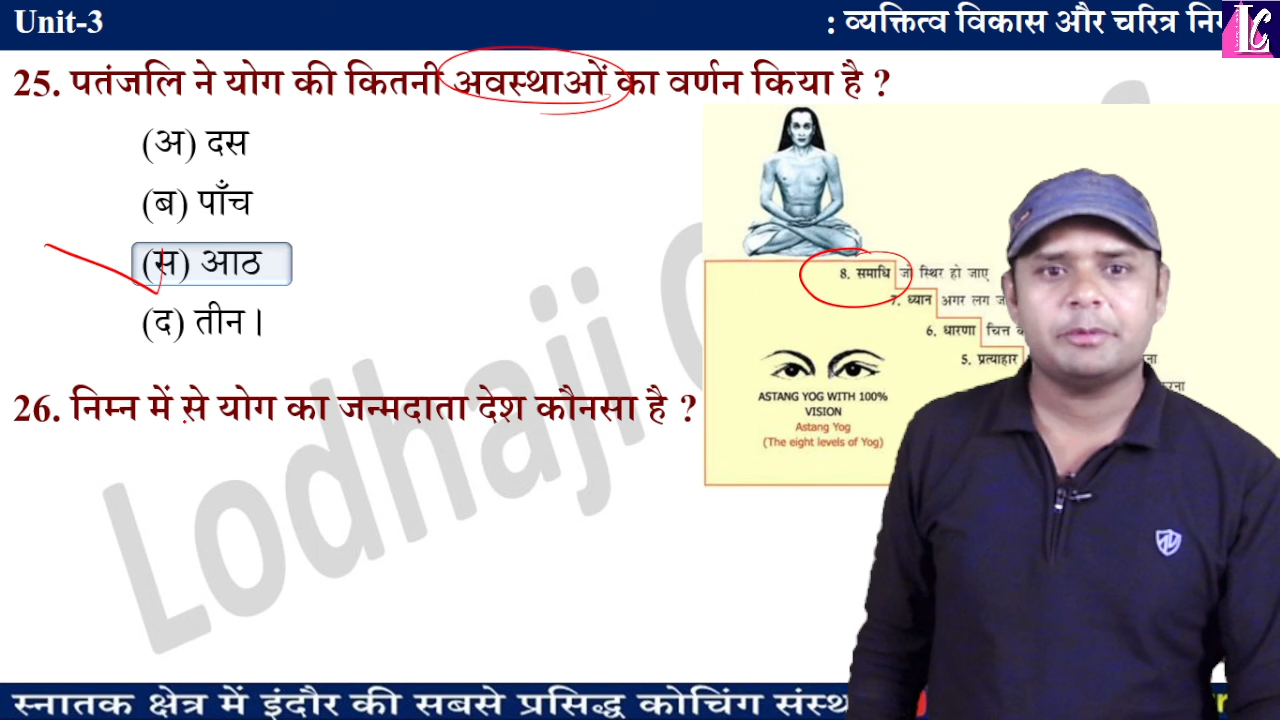 Unit-3
: व्यक्तित्व विकास और चरित्र
LC
25. पतंजलि ने योग की कितनी अवस्थाओं का वर्णन किया है ?
(अ) दस
(ब) पाँच
(स) आठ
(द) तीन।
26. निम्न में से योग का जन्मदाता देश कौनसा है ?
8. समाधि जो स्थिर हो जाए
7. ध्यान अगर लग
6. धारणा चित्त
5. प्रत्याहार
ASTANG YOG WITH 100%
VISION
Astang Yog
(The eight levels of Yog)
Lodhaji
स्नातक क्षेत्र में इंदौर की सबसे प्रसिद्ध कोचिंग